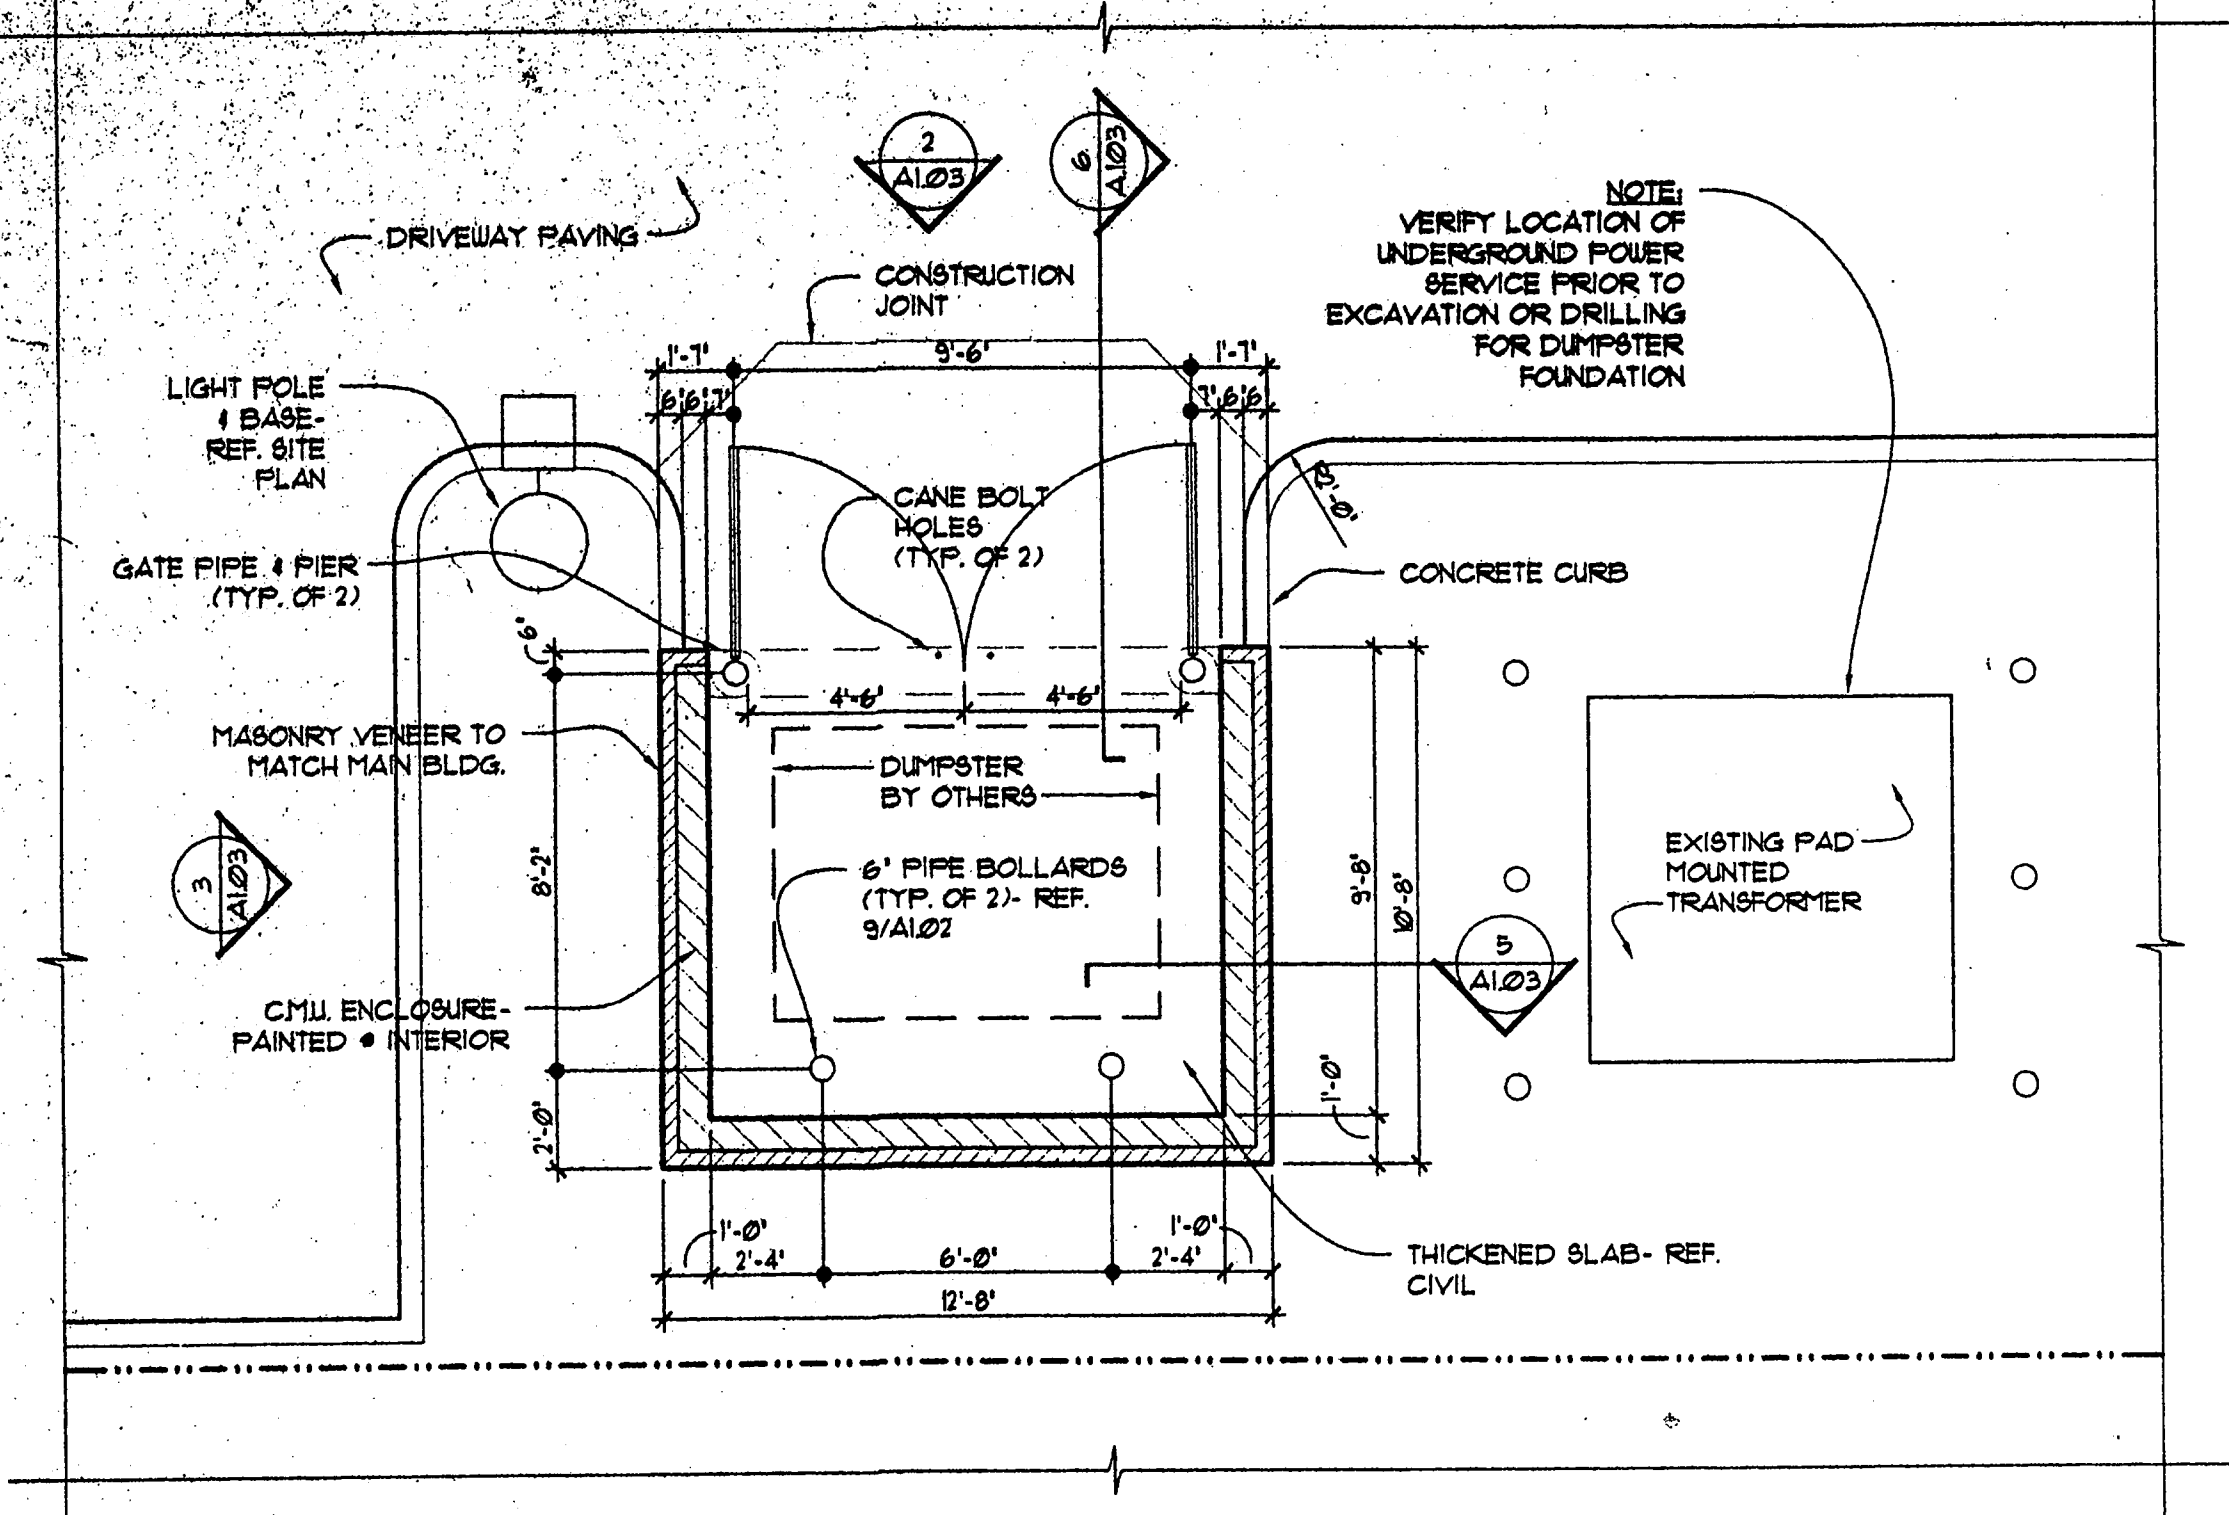 2
A1.03
6
A1.03
NOTE:
VERIFY LOCATION OF
UNDERGROUND POWER
SERVICE PRIOR TO
EXCAVATION OR DRILLING
FOR DUMPSTER
FOUNDATION
DRIVEWAY PAVING
CONSTRUCTION
JOINT
1'-7"
9'-6"
1'-7"
6"
6"
7"
7"
6"
6"
LIGHT POLE
& BASE-
REF. SITE
PLAN
CANE BOLT
HOLES
(TYP. OF 2)
GATE PIPE & PIER
(TYP. OF 2)
CONCRETE CURB
6"
4'-6"
4'-6"
MASONRY VENEER TO
MATCH MAIN BLDG.
DUMPSTER
BY OTHERS
6" PIPE BOLLARDS
(TYP. OF 2)- REF.
9/A1.02
3
A1.03
8'-2"
9'-8"
10'-8"
EXISTING PAD
MOUNTED
TRANSFORMER
5
A1.03
C.M.U. ENCLOSURE-
PAINTED @ INTERIOR
2'-0"
1'-0"
1'-0"
1'-0"
2'-4"
6'-0"
2'-4"
THICKENED SLAB- REF.
CIVIL
12'-8"